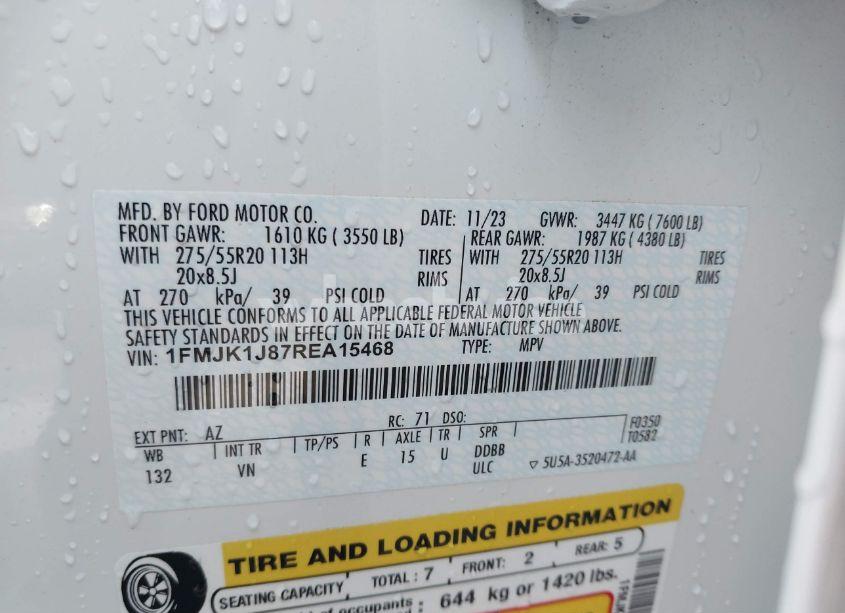 MFD. BY FORD MOTOR CO. DATE: 11/23 GVWR: 3447 KG ( 7600 LB)
FRONT GAWR: 1610 KG ( 3550 LB) REAR GAWR: 1987 KG ( 4380 LB)
WITH 275/55R20 113H TIRES WITH 275/55R20 113H TIRES
20x8.5J RIMS 20x8.5J RIMS
AT 270 kPa/ 39 PSI COLD AT 270 kPa/ 39 PSI COLD
THIS VEHICLE CONFORMS TO ALL APPLICABLE FEDERAL MOTOR VEHICLE
SAFETY STANDARDS IN EFFECT ON THE DATE OF MANUFACTURE SHOWN ABOVE.
VIN: 1FMJK1J87REA15468 TYPE: MPV
EXT PNT: AZ RC: 71 DSO: F0350
T0582
WB INT TR TP/PS R AXLE TR SPR
132 VN E 15 U DDBB
ULC ▽ 5U5A-3520472-AA
TIRE AND LOADING INFORMATION
SEATING CAPACITY TOTAL : 7 FRONT: 2 REAR: 5
of occupants 644 kg or 1420 lbs.